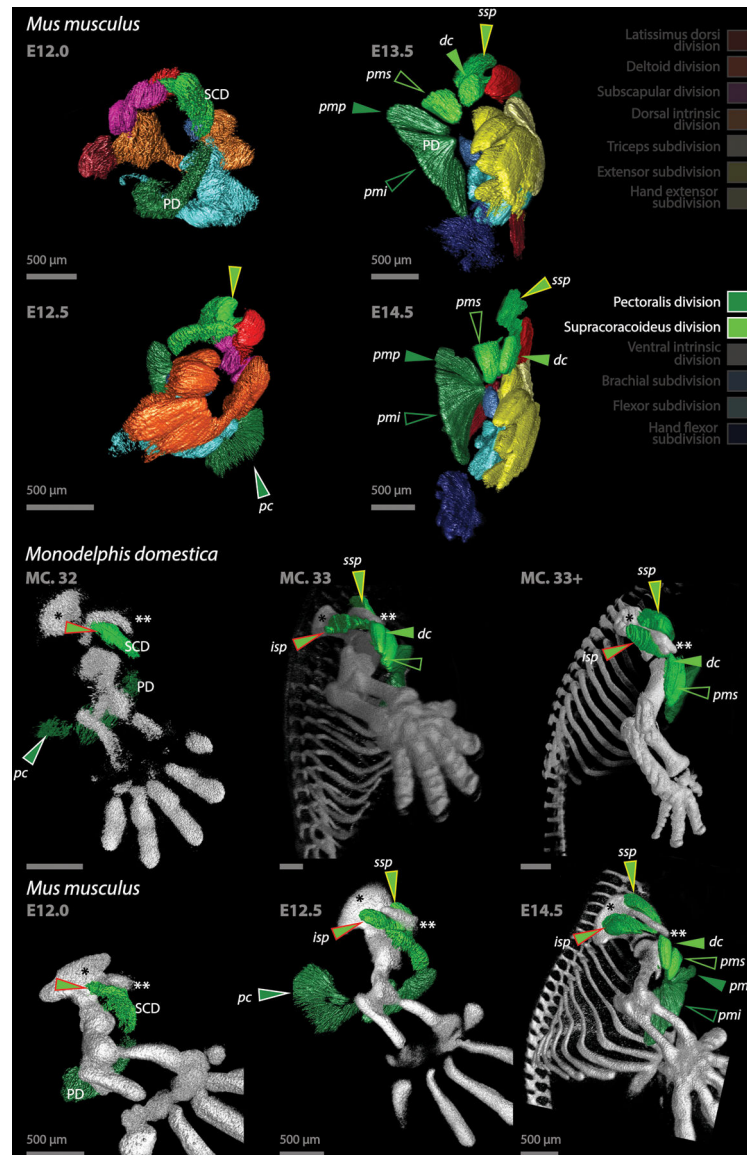 Mus musculus
E12.0
SCD
PD
500 µm
E13.5
ssp
dc
pms
pmp
PD
pmi
500 µm
Latissimus dorsi
division
Deltoid division
Subscapular division
Dorsal intrinsic
division
Triceps subdivision
Extensor subdivision
Hand extensor
subdivision
E12.5
500 µm
pc
E14.5
ssp
pms
pmp
dc
pmi
500 µm
Pectoralis division
Supracoracoideus division
Ventral intrinsic
division
Brachial subdivision
Flexor subdivision
Hand flexor
subdivision
Monodelphis domestica
MC. 32
*
**
SCD
PD
pc
MC. 33
ssp
*
**
isp
dc
MC. 33+
ssp
*
**
isp
dc
pms
Mus musculus
E12.0
*
**
SCD
PD
500 µm
E12.5
ssp
*
**
isp
pc
500 µm
E14.5
ssp
*
**
isp
dc
pms
pm
pmi
500 µm